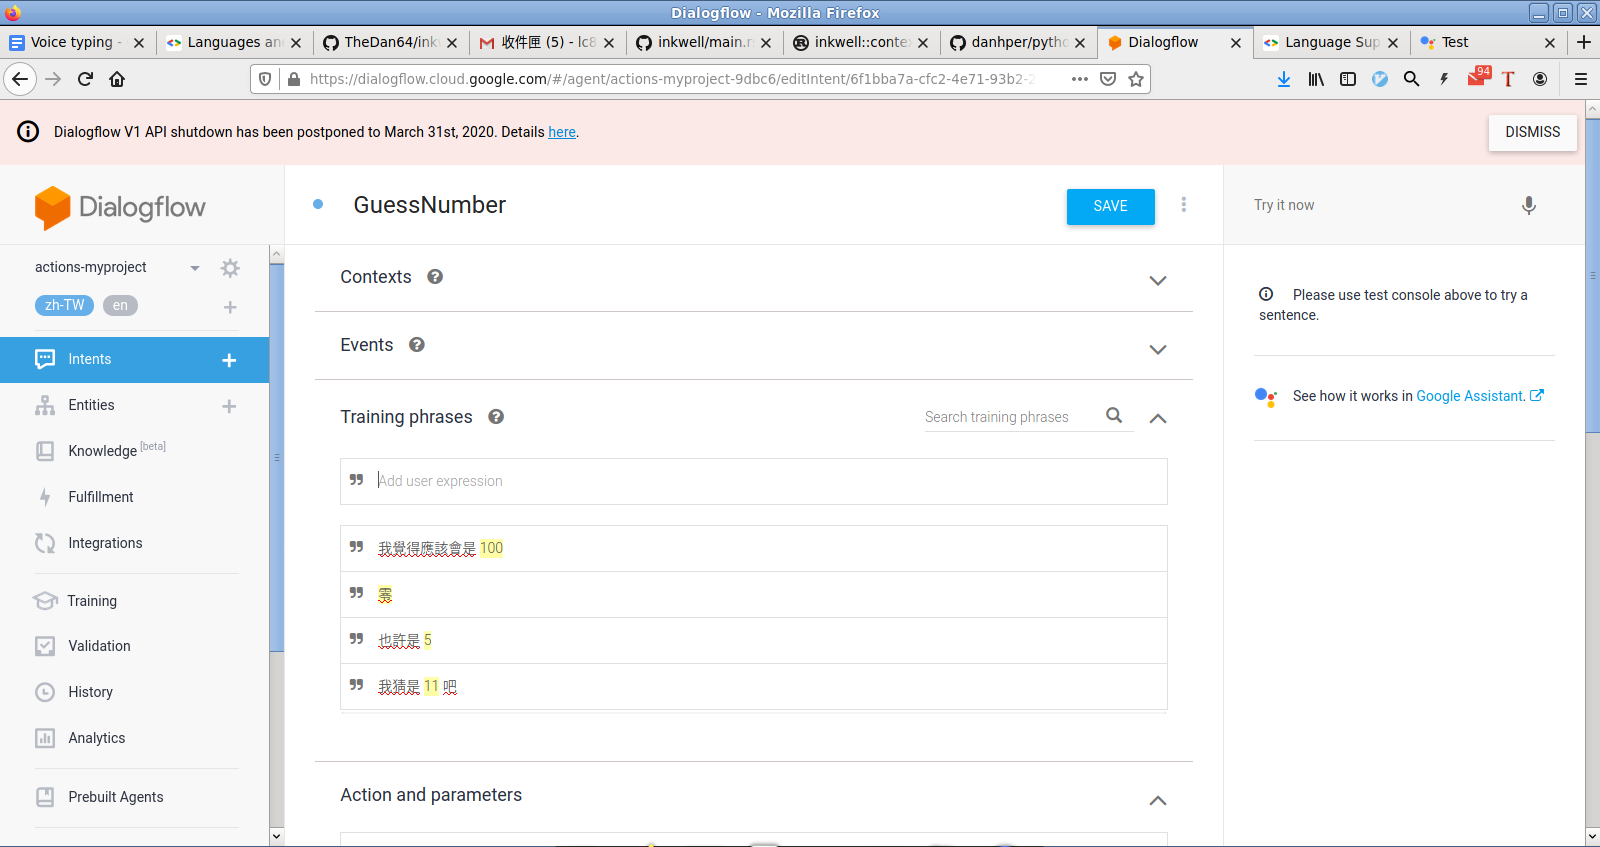 Dialogflow - Mozilla Firefox
Voice typing -
Languages an
TheDan64/ink
收件匣 (5) - lc8
inkwell/main.r
inkwell::conte
danhper/pytho
Dialogflow
Language Sup
Test
https://dialogflow.cloud.google.com/#/agent/actions-myproject-9dbc6/editIntent/6f1bba7a-cfc2-4e71-93b2-2
94
Dialogflow V1 API shutdown has been postponed to March 31st, 2020. Details here.
DISMISS
Dialogflow
GuessNumber
SAVE
Try it now
actions-myproject
zh-TW
en
Intents
Entities
Knowledge [beta]
Fulfillment
Integrations
Training
Validation
History
Analytics
Prebuilt Agents
Contexts
Events
Training phrases
Search training phrases
Add user expression
我覺得應該會是 100
零
也許是 5
我猜是 11 吧
Action and parameters
Please use test console above to try a
sentence.
See how it works in Google Assistant.